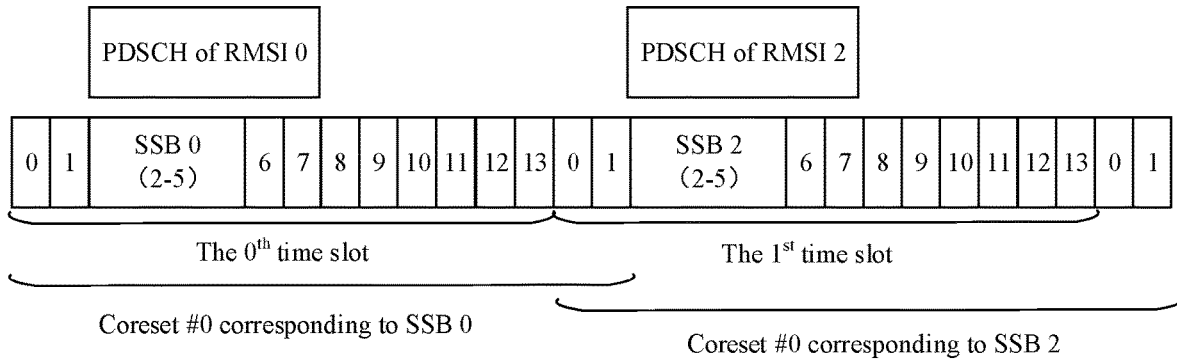 PDSCH of RMSI 0 PDSCH of RMSI 2
0 1 SSB 0 6 7 8 9 10 11 12 13 0 1 SSB 2 6 7 8 9 10 11 12 13 0 1
(2-5) (2-5)
The 0th time slot The 1st time slot
Coreset #0 corresponding to SSB 0
Coreset #0 corresponding to SSB 2